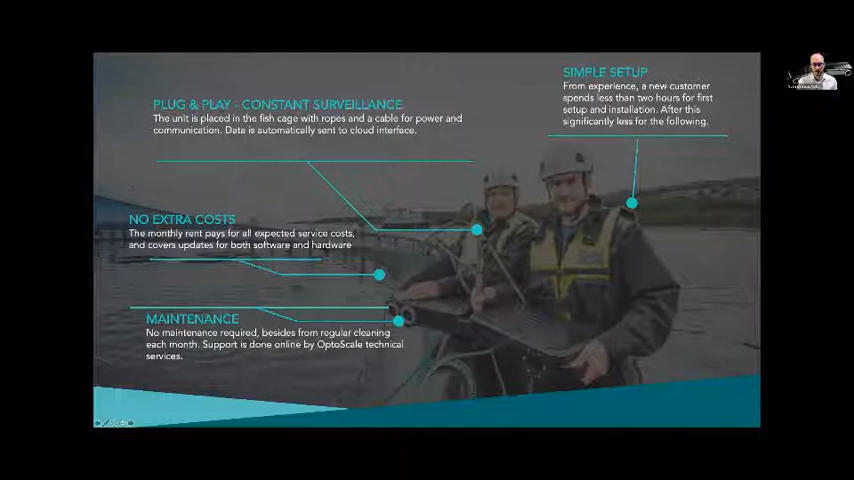 SIMPLE SETUP
From experience, a new customer
spends less than two hours for first
setup and installation. After this
significantly less for the following.
PLUG & PLAY - CONSTANT SURVEILLANCE
The unit is placed in the fish cage with ropes and a cable for power and
communication. Data is automatically sent to cloud interface.
NO EXTRA COSTS
The monthly rent pays for all expected service costs,
and covers updates for both software and hardware
MAINTENANCE
No maintenance required, besides from regular cleaning
each month. Support is done online by OptoScale technical
services.